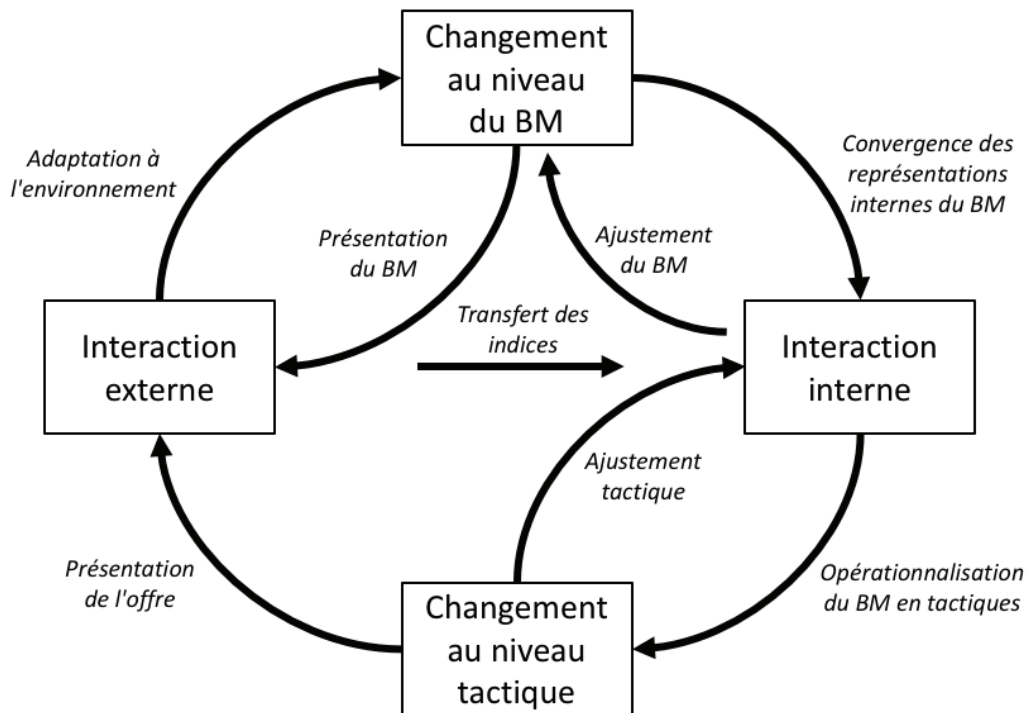 Changement
au niveau
du BM
Adaptation à
l'environnement
Convergence des
représentations
internes du BM
Présentation
du BM
Ajustement
du BM
Transfert des
indices
Interaction
externe
Interaction
interne
Ajustement
tactique
Présentation
de l'offre
Opérationnalisation
du BM en tactiques
Changement
au niveau
tactique